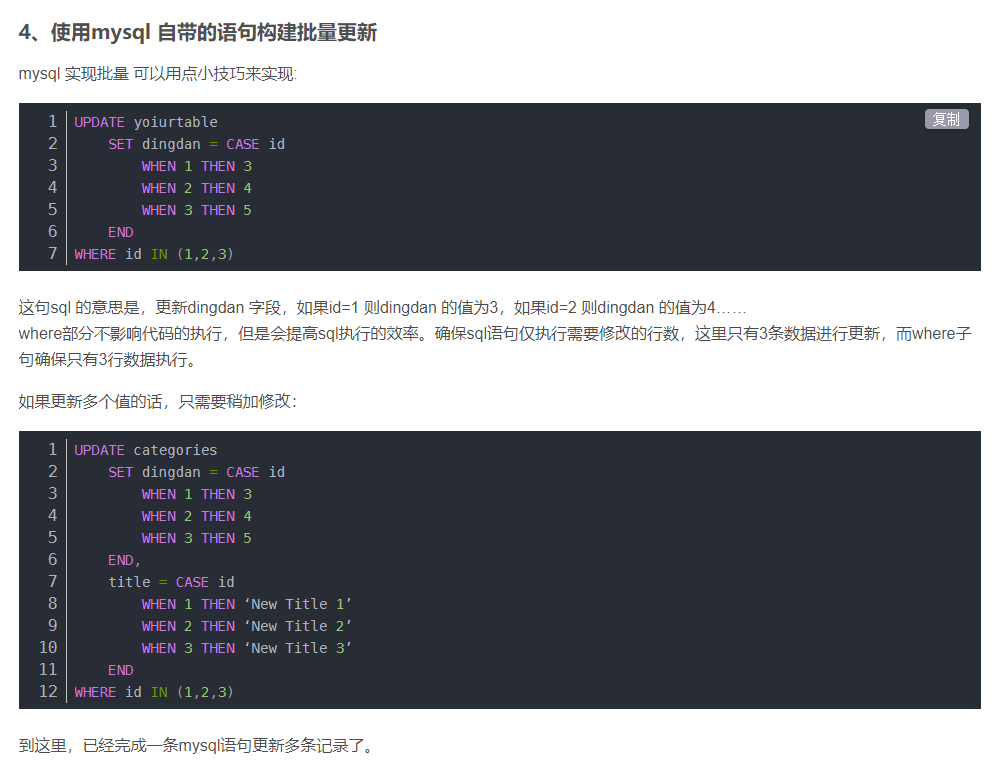 4、使用mysql 自带的语句构建批量更新
mysql 实现批量 可以用点小技巧来实现:
复制
1 UPDATE yoiurtable
2     SET dingdan = CASE id
3         WHEN 1 THEN 3
4         WHEN 2 THEN 4
5         WHEN 3 THEN 5
6     END
7 WHERE id IN (1,2,3)
这句sql 的意思是，更新dingdan 字段，如果id=1 则dingdan 的值为3，如果id=2 则dingdan 的值为4……
where部分不影响代码的执行，但是会提高sql执行的效率。确保sql语句仅执行需要修改的行数，这里只有3条数据进行更新，而where子
句确保只有3行数据执行。
如果更新多个值的话，只需要稍加修改：
1 UPDATE categories
2     SET dingdan = CASE id
3         WHEN 1 THEN 3
4         WHEN 2 THEN 4
5         WHEN 3 THEN 5
6     END,
7     title = CASE id
8         WHEN 1 THEN ‘New Title 1’
9         WHEN 2 THEN ‘New Title 2’
10         WHEN 3 THEN ‘New Title 3’
11     END
12 WHERE id IN (1,2,3)
到这里，已经完成一条mysql语句更新多条记录了。